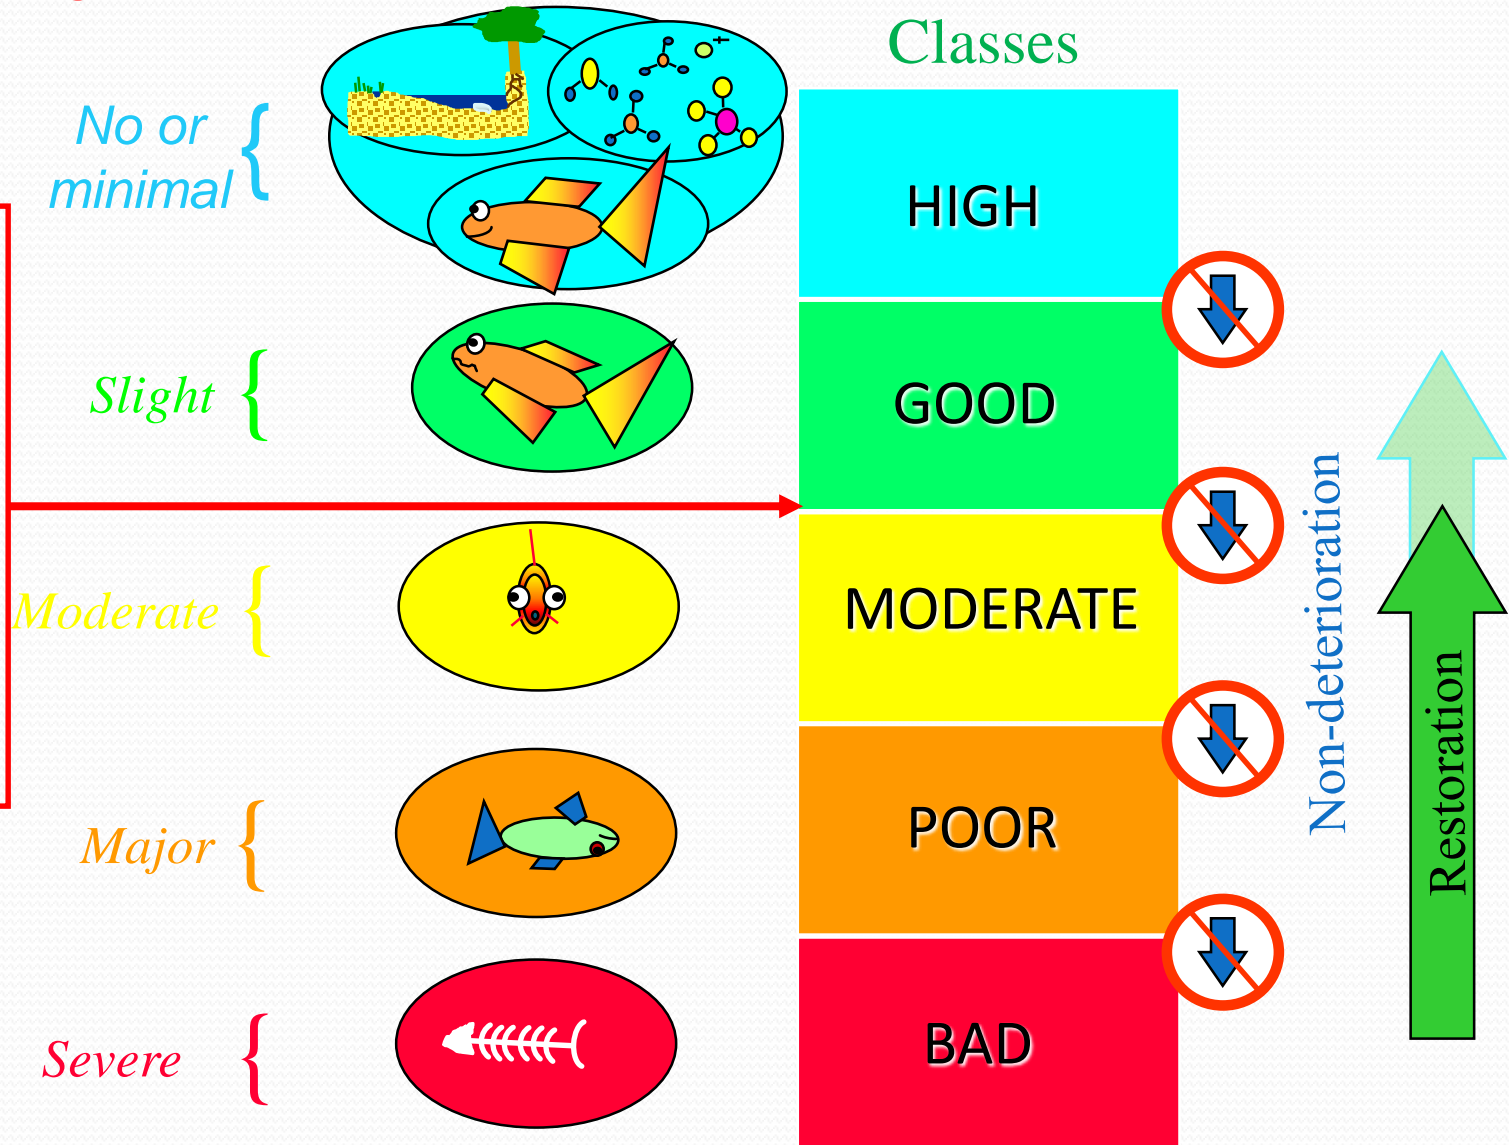 Classes
No or
minimal
HIGH
Slight
GOOD
Moderate
MODERATE
Major
POOR
Severe
BAD
Non-deterioration
Restoration